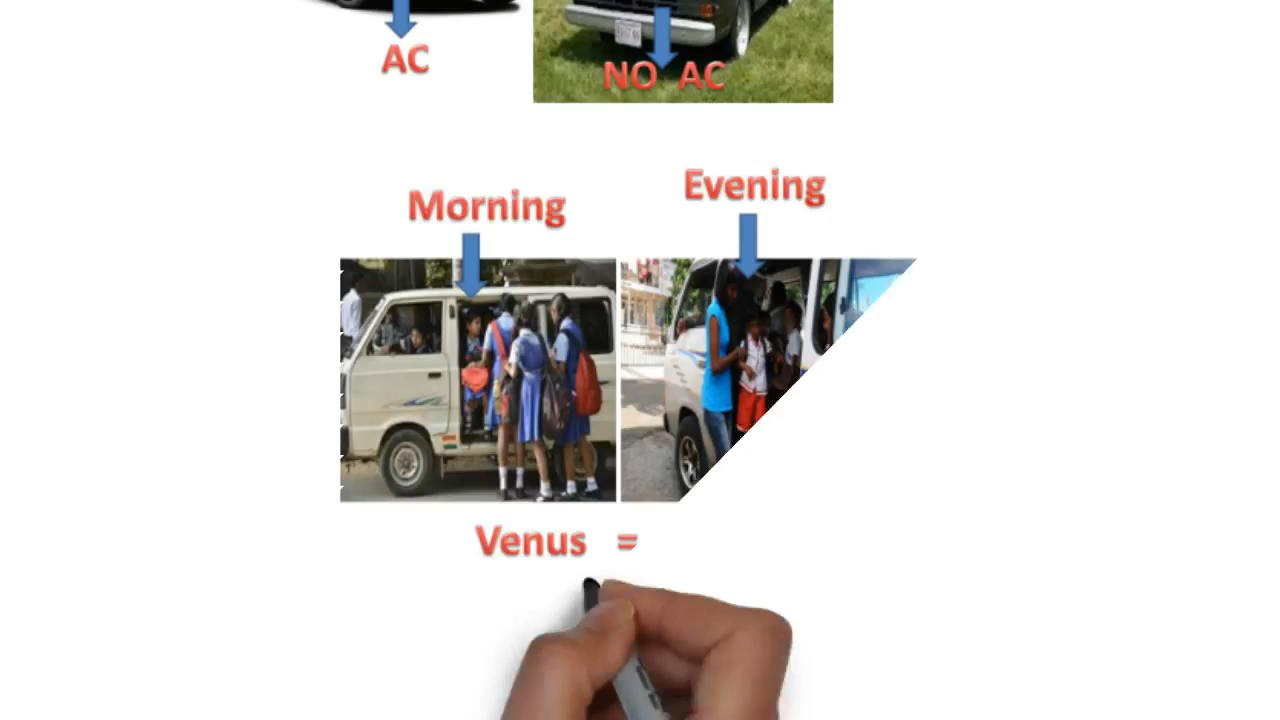 AC
NO AC
Morning
Evening
Venus =